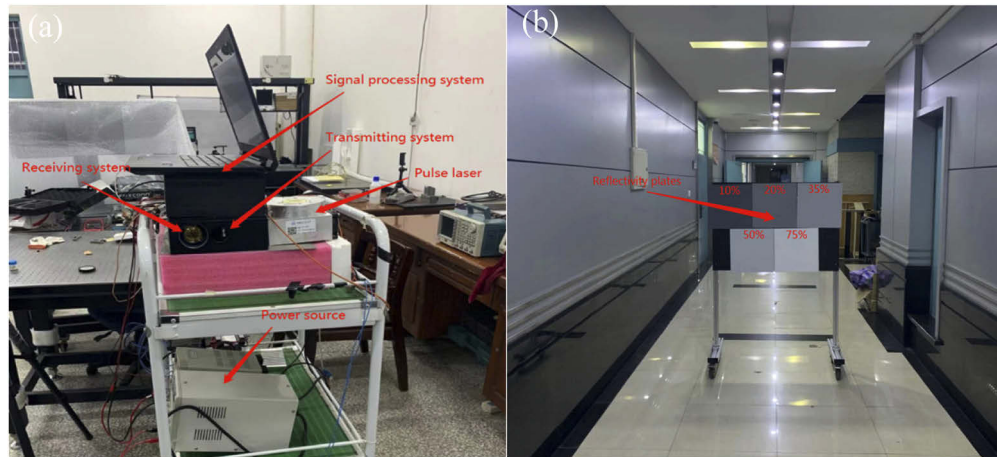 (a)
Signal processing system
Transmitting system
Receiving system
Pulse laser
Power source
(b)
Reflectivity plates
10% 20% 35%
50% 75%